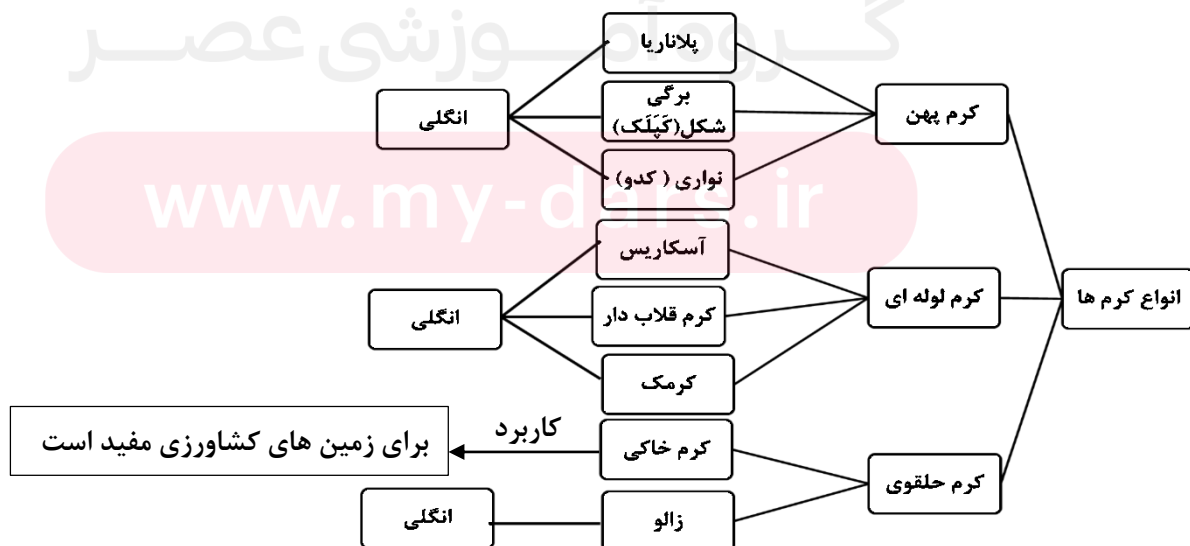 گروه آموزشی عصر
www.my-dars.ir
انواع کرم ها
کرم پهن
پلاناریا
برگی
شکل(کَپَلَک)
نواری ( کدو)
انگلی
کرم لوله ای
آسکاریس
کرم قلاب دار
کرمک
انگلی
کرم حلقوی
کرم خاکی
کاربرد
برای زمین های کشاورزی مفید است
زالو
انگلی